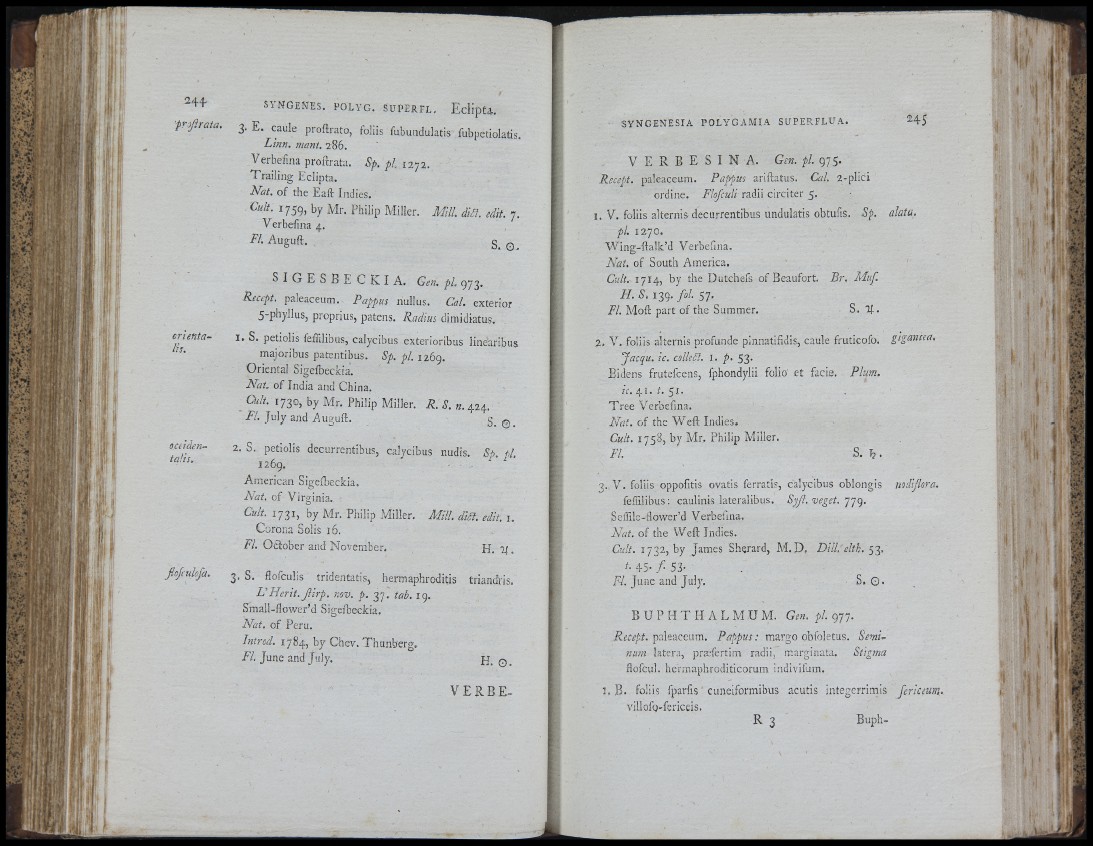 244 SYNGENES. POLYG. SUPERFL. Eclipta.
proſtrata. 3. E. caule proſtrato, foliis ſubundulatis ſubpetiolatis.
Linn. mant. 286.
Verbeſina proſtrata. Sp. pl. 1272.
Trailing Eclipta.
Nat. of the Eaſt Indies.
Cult. 1759, by Mr. Philip Miller. Mill. dict. edit. 7.
Verbeſina 4.
Fl. Auguſt. S. ☉.
SIGESBECKIA. Gen. pl. 973.
Recept. paleaceum. Pappus nullus. Cal. exterior
5-phyllus, proprius, patens. Radius dimidiatus.
orienta- 1. S. petiolis ſeſſilibus, calycibus exterioribus linearibus
lis. majoribus patentibus. Sp. pl. 1269.
Oriental Sigeſbeckia.
Nat. of India and China.
Cult. 1730, by Mr. Philip Miller. R. S. n. 424.
Fl. July and Auguſt. S. ☉.
occiden- 2. S. petiolis decurrentibus, calycibus nudis. Sp. pl.
talis. 1269.
American Sigeſbeckia.
Nat. of Virginia.
Cult. 1731, by Mr. Philip Miller. Mill. dict. edit. 1.
Corona Solis 16.
Fl. October and November. H. ♃.
floſculoſa. 3. S. floſculis tridentatis, hermaphroditis triandris.
L'Herit. ſtirp. nov. p. 37. tab. 19.
Small-flower'd Sigeſbeckia.
Nat. of Peru.
Introd. 1784, by Chev. Thunberg.
Fl. June and July. H. ☉.
VERBE-
SYNGENESIA POLYGAMIA SUPERFLUA. 245
VERBESINA. Gen. pl. 975.
Recept. paleaceum. Pappus ariſtatus. Cal. 2-plici
ordine. Floſculi radii circiter 5.
1. V. foliis alternis decurrentibus undulatis obtuſis. Sp. alata.
pl. 1270.
Wing-ſtalk'd Verbeſina.
Nat. of South America.
Cult. 1714, by the Dutcheſs of Beaufort. Br. Muſ.
H. S. 139. fol. 57.
Fl. Moſt part of the Summer. S. ♃.
2. V. foliis alternis profunde pinnatifidis, caule fruticoſo. gigantea.
Jacqu. ic. collect. 1. p. 53.
Bidens fruteſcens, ſphondylii folio et facie. Plum.
ic. 41. t. 51.
Tree Verbeſina.
Nat. of the Weſt Indies.
Cult. 1758, by Mr. Philip Miller.
Fl. S. ♄.
3. V. foliis oppoſitis ovatis ſerratis, calycibus oblongis nodiflora.
ſeſſilibus: caulinis lateralibus. Syſt. veget. 779.
Seſſile-flower'd Verbeſina.
Nat. of the Weſt Indies.
Cult. 1732, by James Sherard, M.D. Dill. elth. 53.
t. 45. f. 53.
Fl. June and July. S. ☉.
BUPHTHALMUM. Gen. pl. 977.
Recept. paleaceum. Pappus: margo obſoletus. Semi-
num latera, præſertim radii, marginata. Stigma
floſcul. hermaphroditicorum indiviſum.
1. B. foliis ſparſis cuneiformibus acutis integerrimis ſericeum.
villoſo-ſericeis.
R 3 Buph-